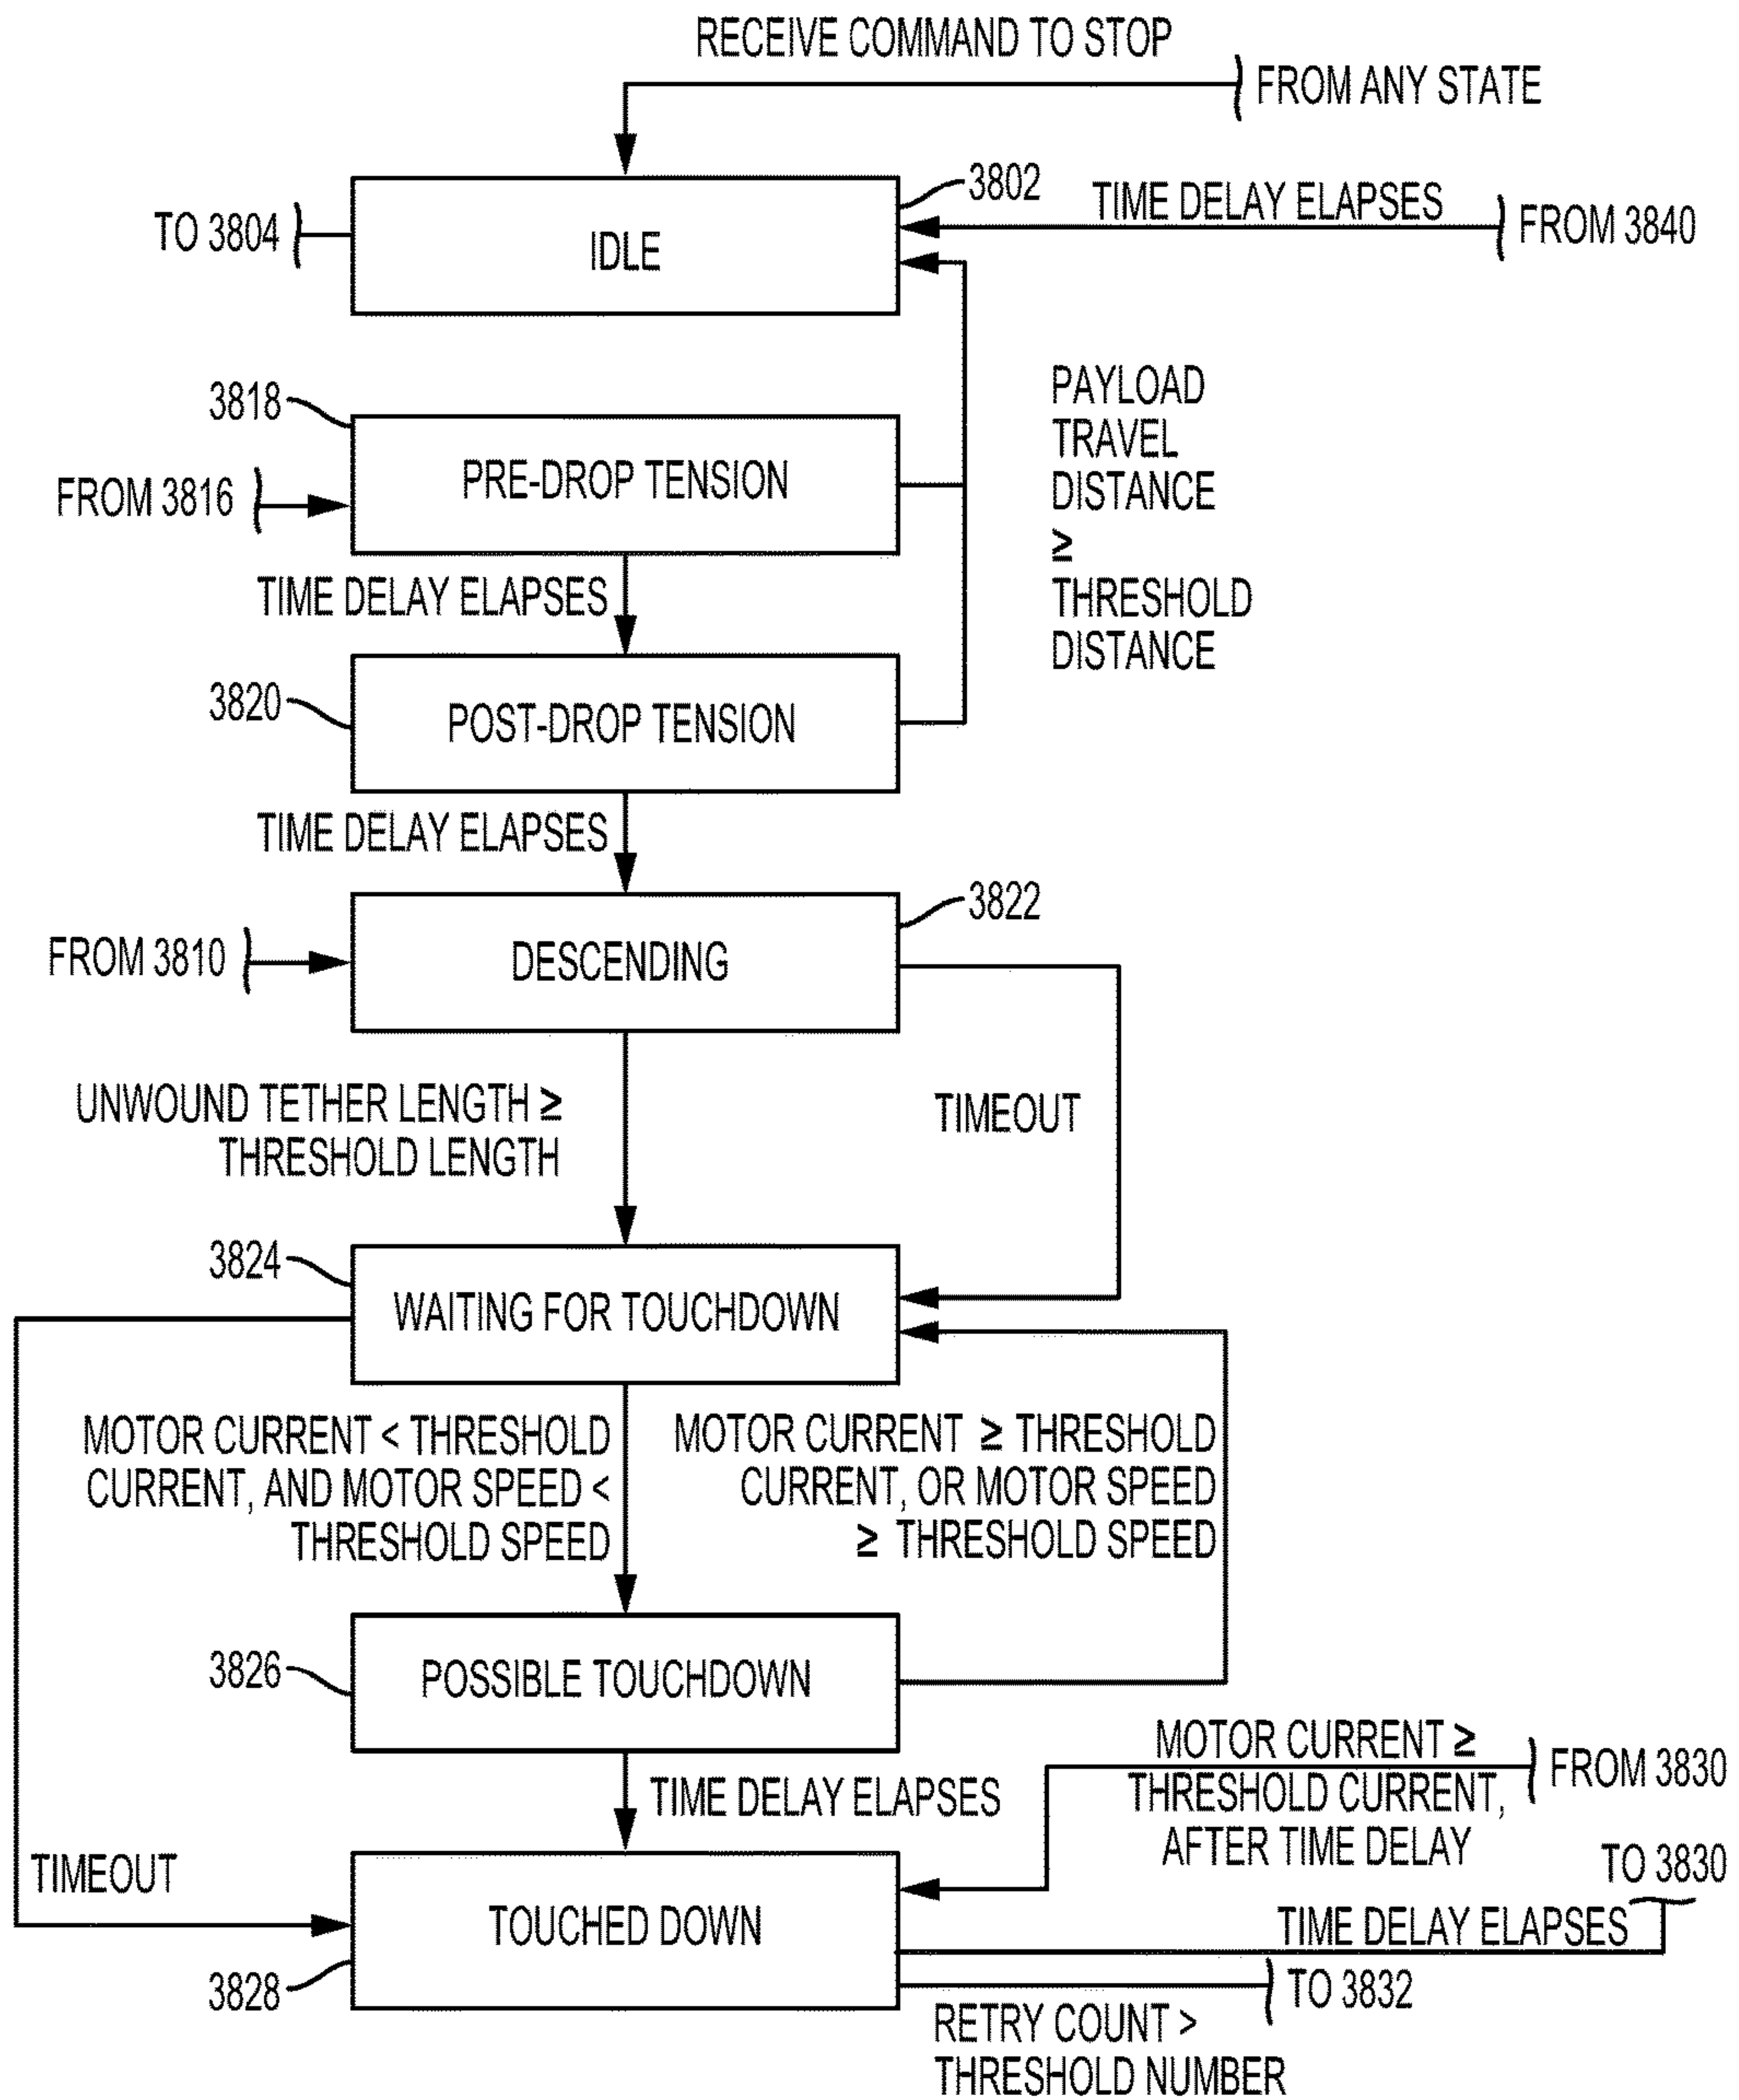 RECEIVE COMMAND TO STOP
FROM ANY STATE
3802
TIME DELAY ELAPSES
FROM 3840
TO 3804
IDLE
3818
PRE-DROP TENSION
FROM 3816
PAYLOAD
TRAVEL
DISTANCE
≥
THRESHOLD
DISTANCE
TIME DELAY ELAPSES
3820
POST-DROP TENSION
TIME DELAY ELAPSES
3822
FROM 3810
DESCENDING
UNWOUND TETHER LENGTH ≥
THRESHOLD LENGTH
TIMEOUT
3824
WAITING FOR TOUCHDOWN
MOTOR CURRENT < THRESHOLD
CURRENT, AND MOTOR SPEED <
THRESHOLD SPEED
MOTOR CURRENT ≥ THRESHOLD
CURRENT, OR MOTOR SPEED
≥ THRESHOLD SPEED
3826
POSSIBLE TOUCHDOWN
TIME DELAY ELAPSES
MOTOR CURRENT ≥
THRESHOLD CURRENT,
AFTER TIME DELAY
FROM 3830
TIMEOUT
TO 3830
TOUCHED DOWN
TIME DELAY ELAPSES
3828
TO 3832
RETRY COUNT >
THRESHOLD NUMBER